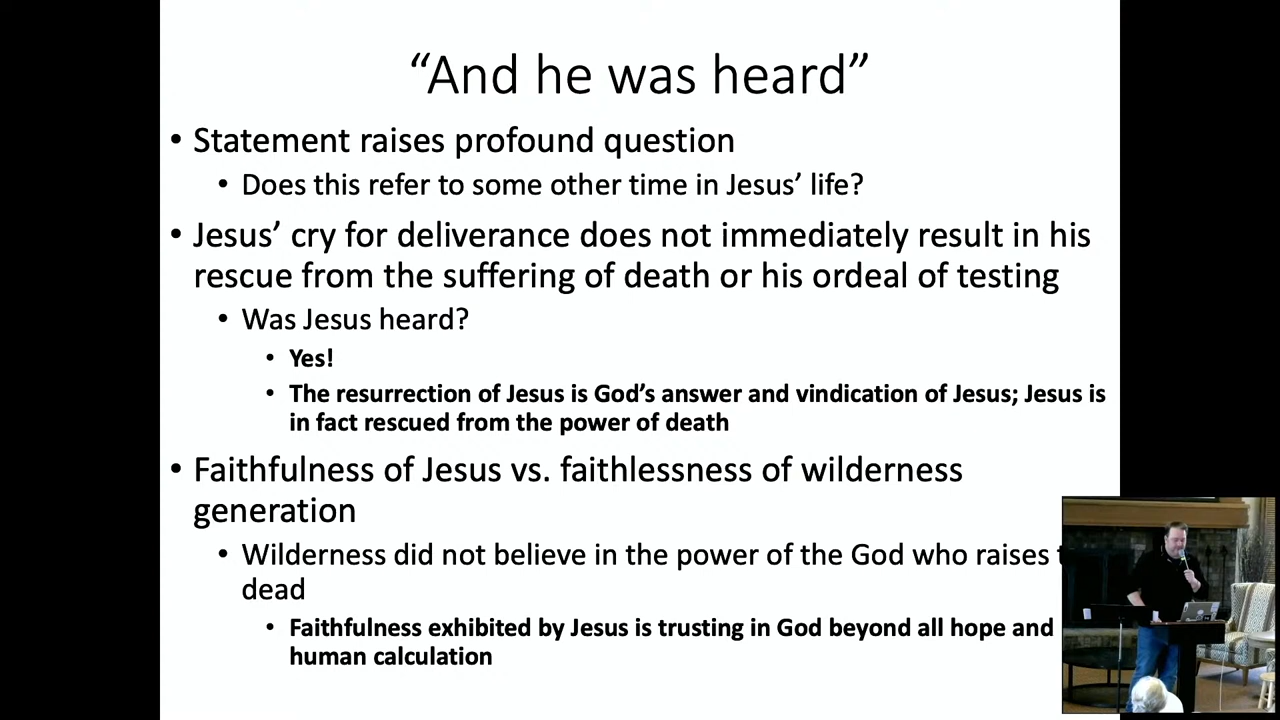 “And he was heard”
• Statement raises profound question
• Does this refer to some other time in Jesus’ life?
• Jesus’ cry for deliverance does not immediately result in his
rescue from the suffering of death or his ordeal of testing
• Was Jesus heard?
• Yes!
• The resurrection of Jesus is God’s answer and vindication of Jesus; Jesus is
in fact rescued from the power of death
• Faithfulness of Jesus vs. faithlessness of wilderness
generation
• Wilderness did not believe in the power of the God who raises
dead
• Faithfulness exhibited by Jesus is trusting in God beyond all hope and
human calculation